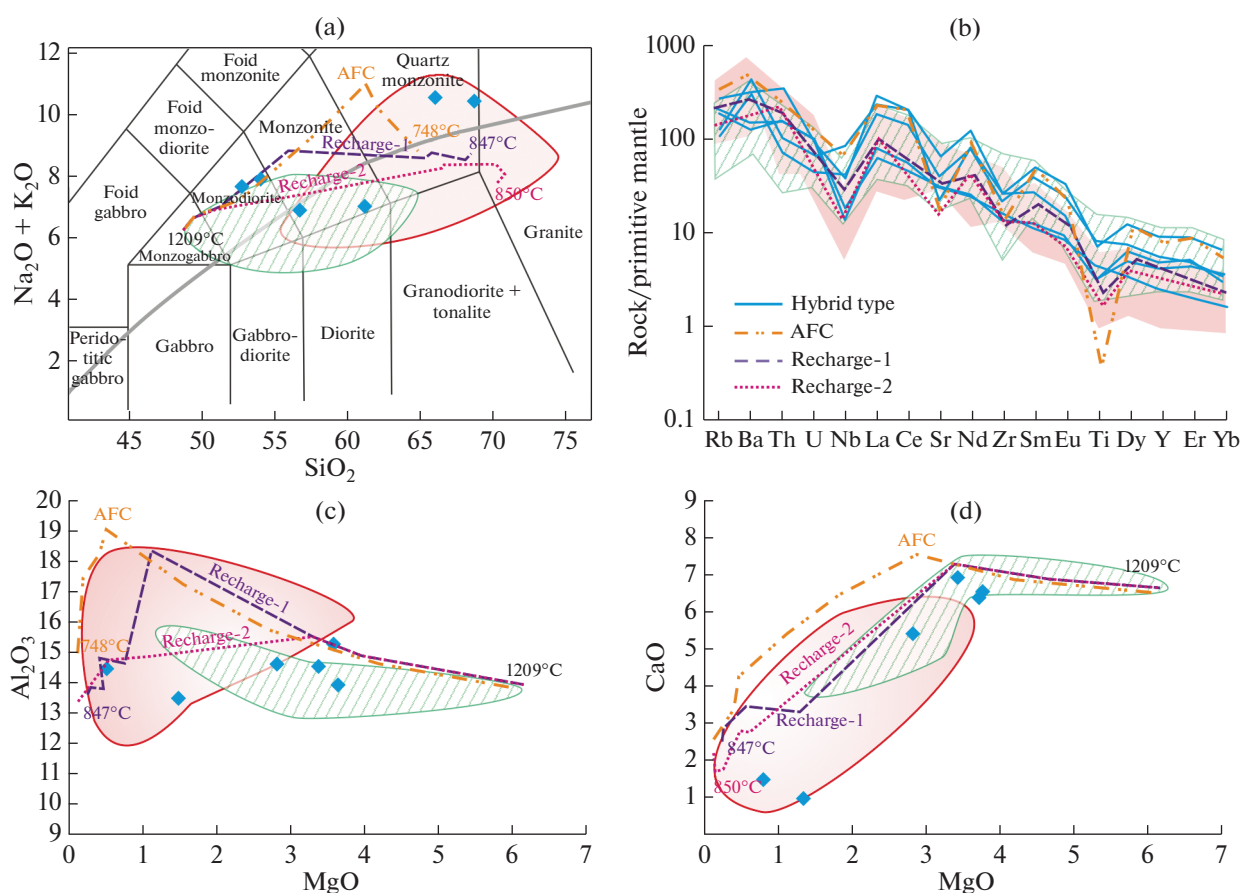 (a)
12
10
8
6
4
2
Na2O + K2O
45
50
55
60
65
70
75
SiO2
Foid
monzonite
AFC
Quartz
monzonite
Foid
monzo-
diorite
Monzonite
748°C
Recharge-1
847°C
Foid
gabbro
Monzodiorite
Recharge-2
850°C
1209°C
Monzogabbro
Granite
Granodiorite +
tonalite
Perido-
titic
gabbro
Gabbro
Gabbro-
diorite
Diorite
(b)
1000
100
10
1
0.1
Rock/primitive mantle
Hybrid type
AFC
Recharge-1
Recharge-2
Rb Ba Th U Nb La Ce Sr Nd Zr Sm Eu Ti Dy Y Er Yb
(c)
20
19
18
17
16
15
14
13
12
11
10
9
Al2O3
AFC
Recharge-1
748°C
Recharge-2
847°C
1209°C
0 1 2 3 4 5 6 7
MgO
(d)
9
8
7
6
5
4
3
2
1
CaO
AFC
1209°C
Recharge-2
Recharge-1
847°C
850°C
0 1 2 3 4 5 6 7
MgO